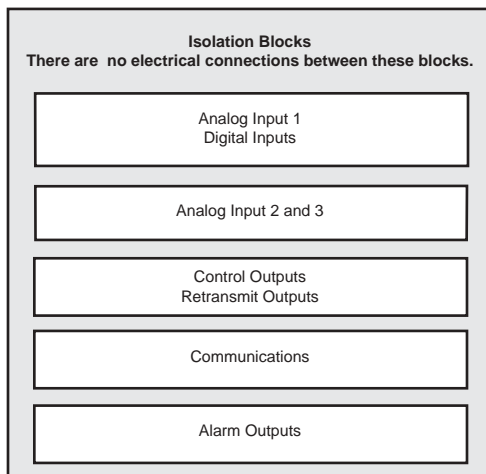 Isolation Blocks
There are no electrical connections between these blocks.
Analog Input 1
Digital Inputs
Analog Input 2 and 3
Control Outputs
Retransmit Outputs
Communications
Alarm Outputs